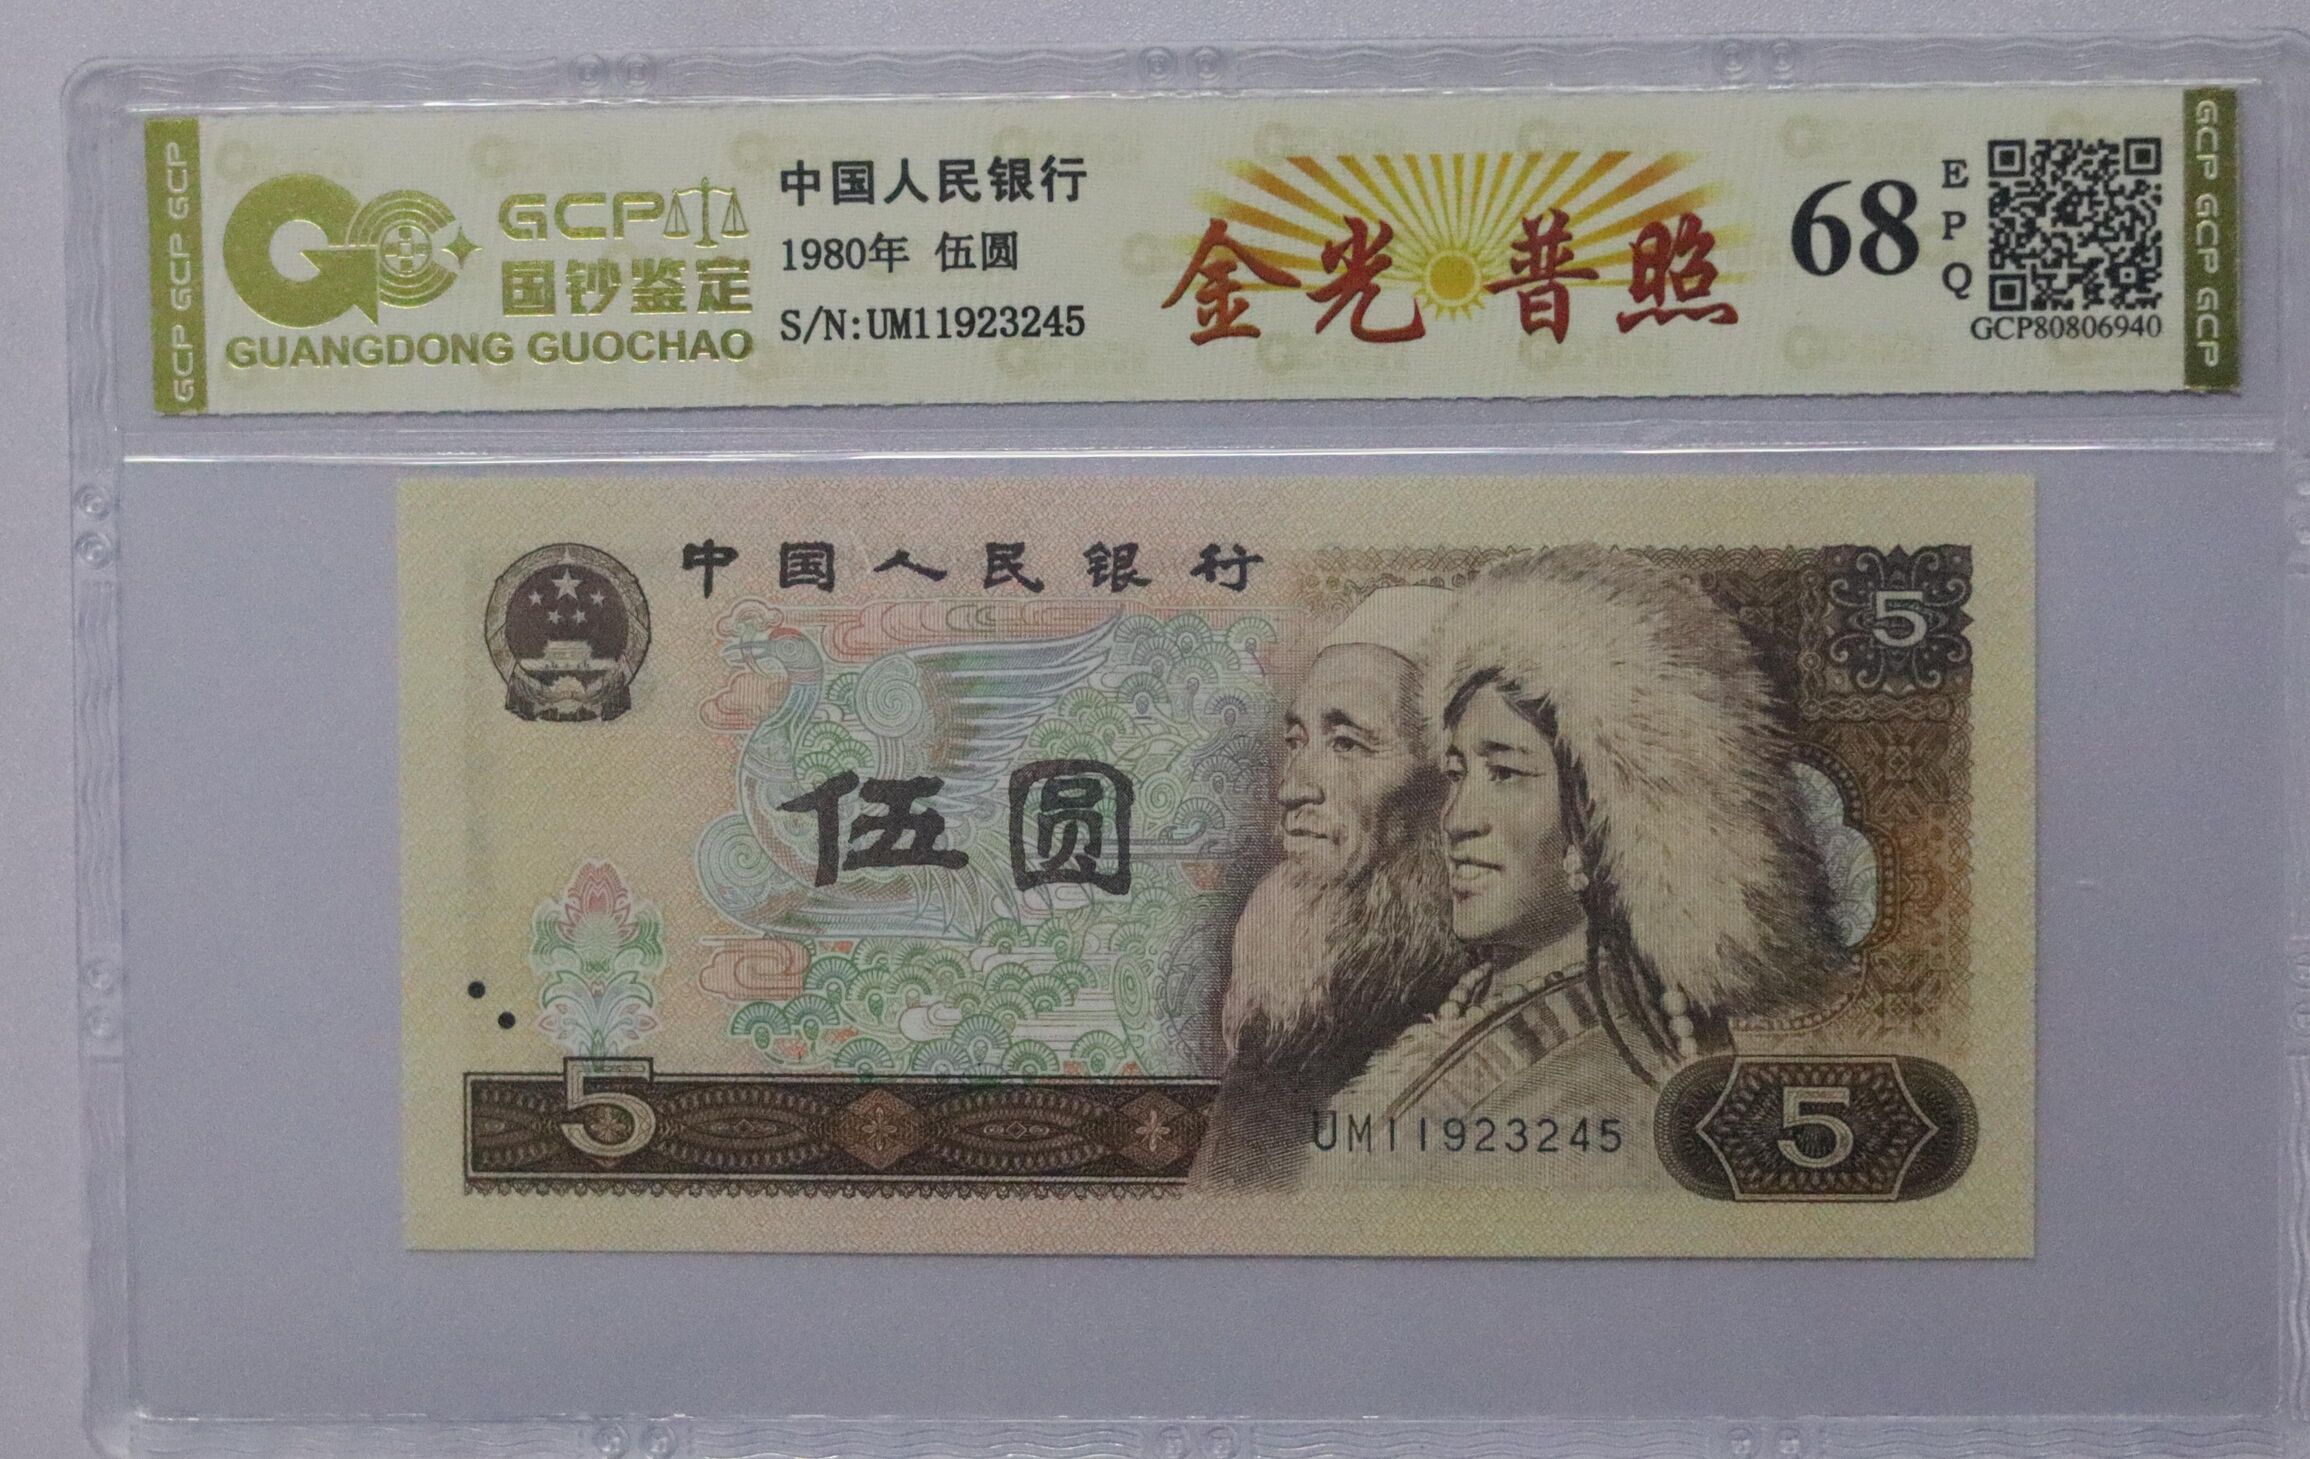 GCP GCP GCP
GCP
国钞鉴定
GUANGDONG GUOCHAO
中国人民银行
1980年 伍圆
S/N:UM11923245
金光普照
68
EPQ
GCP80806940
GCP GCP GCP
中国人民银行
5
伍圆
5
UM11923245
5